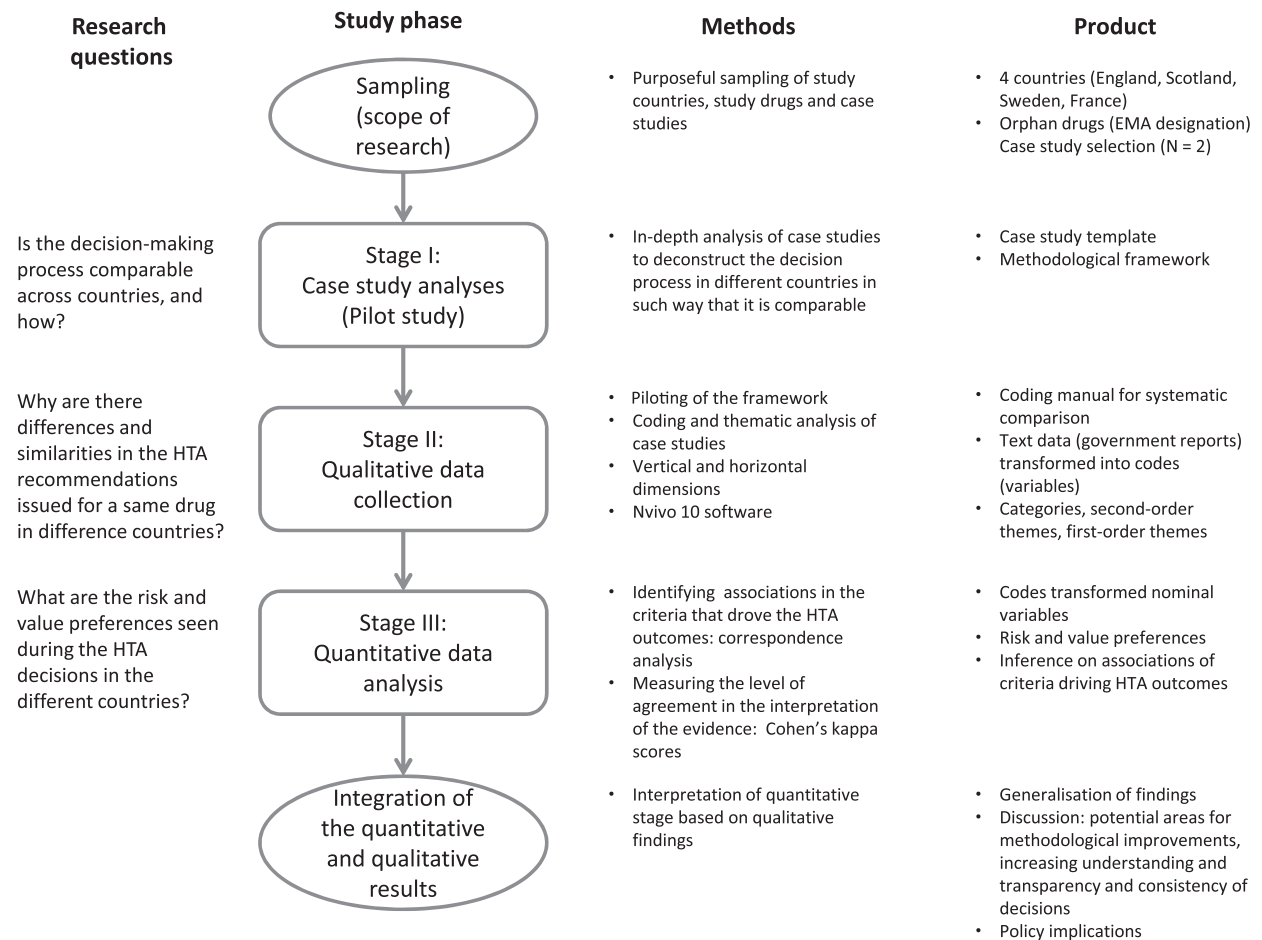 Research
questions
Study phase
Methods
Product
Sampling
(scope of
research)
• Purposeful sampling of study
countries, study drugs and case
studies
• 4 countries (England, Scotland,
Sweden, France)
• Orphan drugs (EMA designation)
Case study selection (N = 2)
Is the decision-making
process comparable
across countries, and
how?
Stage I:
Case study analyses
(Pilot study)
• In-depth analysis of case studies
to deconstruct the decision
process in different countries in
such way that it is comparable
• Case study template
• Methodological framework
Why are there
differences and
similarities in the HTA
recommendations
issued for a same drug
in difference countries?
Stage II:
Qualitative data
collection
• Piloting of the framework
• Coding and thematic analysis of
case studies
• Vertical and horizontal
dimensions
• Nvivo 10 software
• Coding manual for systematic
comparison
• Text data (government reports)
transformed into codes
(variables)
• Categories, second-order
themes, first-order themes
What are the risk and
value preferences seen
during the HTA
decisions in the
different countries?
Stage III:
Quantitative data
analysis
• Identifying associations in the
criteria that drove the HTA
outcomes: correspondence
analysis
• Measuring the level of
agreement in the interpretation
of the evidence: Cohen's kappa
scores
• Codes transformed nominal
variables
• Risk and value preferences
• Inference on associations of
criteria driving HTA outcomes
Integration of
the quantitative
and qualitative
results
• Interpretation of quantitative
stage based on qualitative
findings
• Generalisation of findings
• Discussion: potential areas for
methodological improvements,
increasing understanding and
transparency and consistency of
decisions
• Policy implications